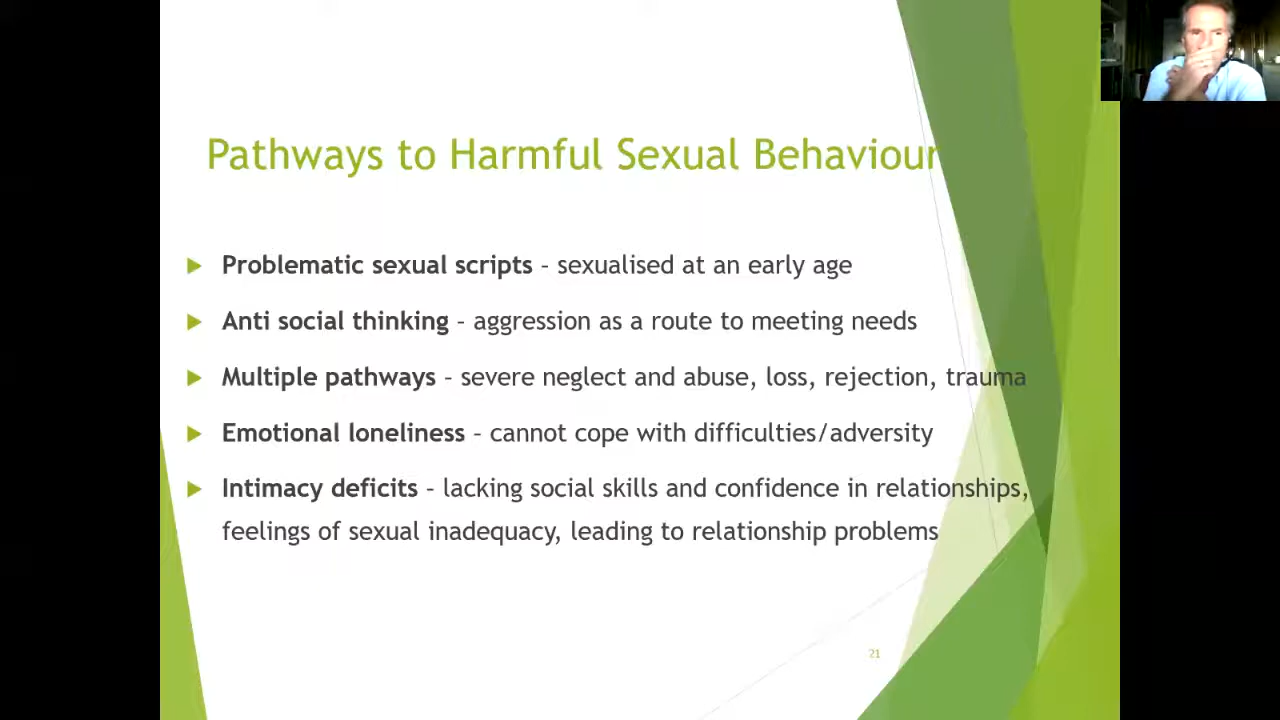 Pathways to Harmful Sexual Behaviour
Problematic sexual scripts – sexualised at an early age
Anti social thinking – aggression as a route to meeting needs
Multiple pathways – severe neglect and abuse, loss, rejection, trauma
Emotional loneliness – cannot cope with difficulties/adversity
Intimacy deficits – lacking social skills and confidence in relationships,
feelings of sexual inadequacy, leading to relationship problems
21